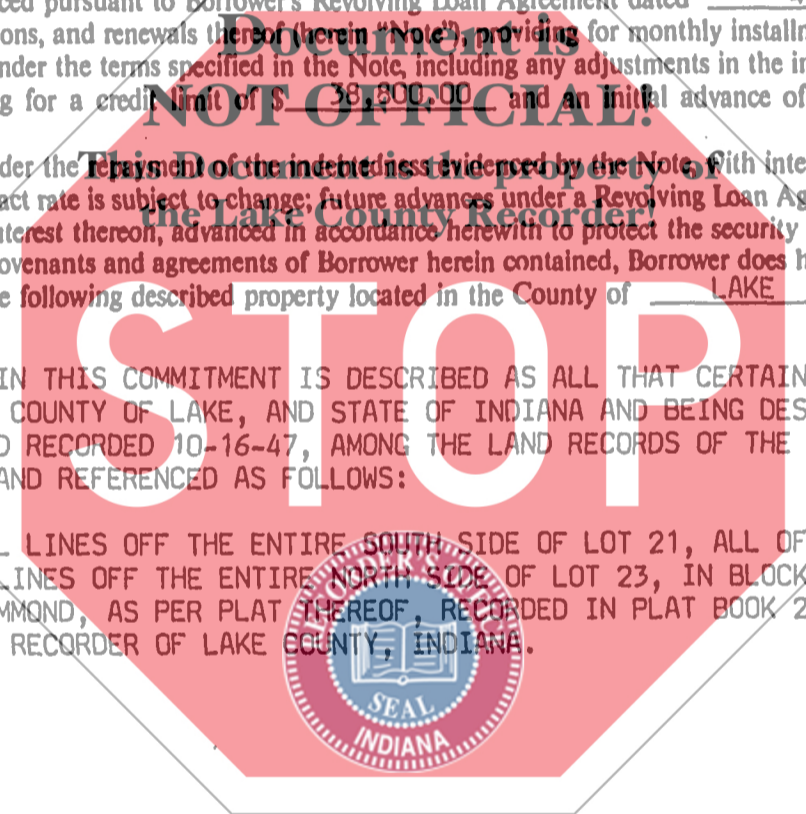 ced pursuant to Borrower's Revolving Loan Agreement dated
ons, and renewals thereof (herein "Note"), providing for monthly installn
nder the terms specified in the Note, including any adjustments in the in
g for a credit limit of $ 38,800.00 and an initial advance of
Document is
NOT OFFICIAL!
This Document is the property of
the Lake County Recorder!
der the repayment of the indebtedness evidenced by the Note, with inte
act rate is subject to change; future advances under a Revolving Loan Ag
terest thereon, advanced in accordance herewith to protect the security
ovenants and agreements of Borrower herein contained, Borrower does h
e following described property located in the County of LAKE
STOP
IN THIS COMMITMENT IS DESCRIBED AS ALL THAT CERTAIN
COUNTY OF LAKE, AND STATE OF INDIANA AND BEING DES
D RECORDED 10-16-47, AMONG THE LAND RECORDS OF THE
AND REFERENCED AS FOLLOWS:
L LINES OFF THE ENTIRE SOUTH SIDE OF LOT 21, ALL OF
LINES OFF THE ENTIRE NORTH SIDE OF LOT 23, IN BLOCK
MMOND, AS PER PLAT THEREOF, RECORDED IN PLAT BOOK 2
RECORDER OF LAKE COUNTY, INDIANA.
SEAL
INDIANA